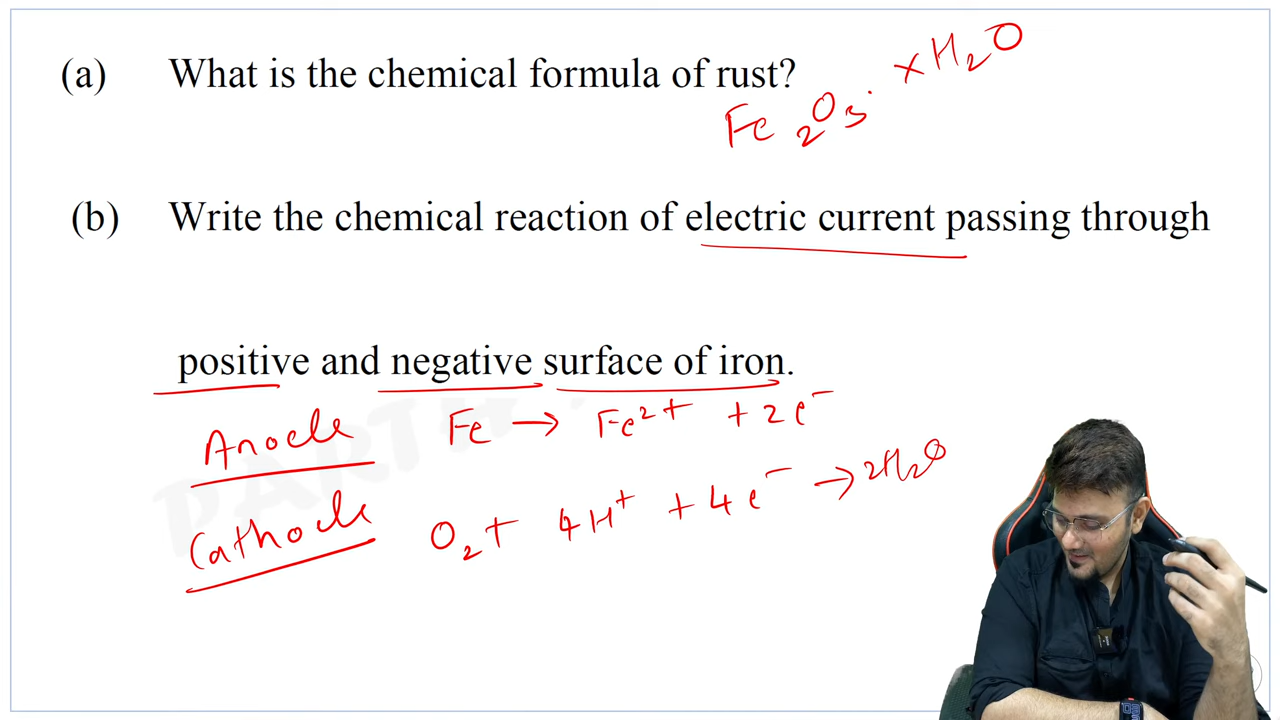 (a) What is the chemical formula of rust?
Fe₂O₃· xH₂O
(b) Write the chemical reaction of electric current passing through
positive and negative surface of iron.
Anode Fe → Fe²⁺ + 2e⁻
Cathode O₂ + 4H⁺ + 4e⁻ → 2H₂O
PARTH